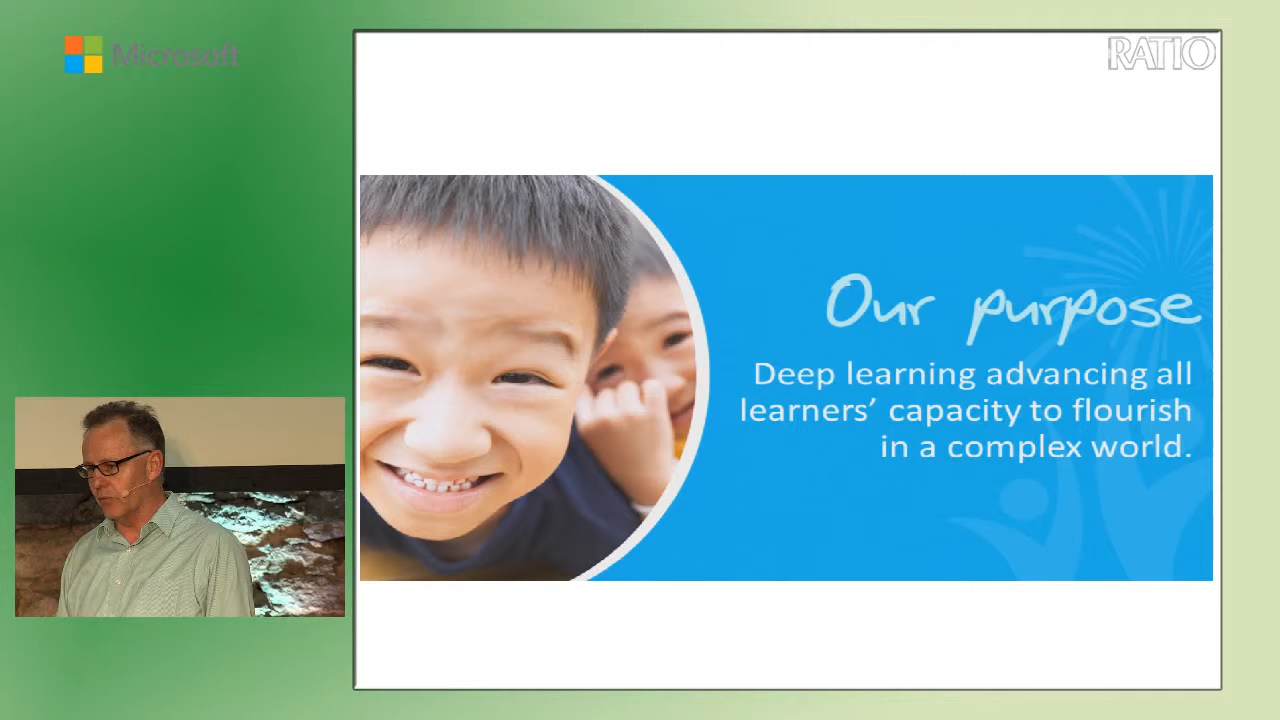 Microsoft
RATIO
Our purpose
Deep learning advancing all
learners’ capacity to flourish
in a complex world.